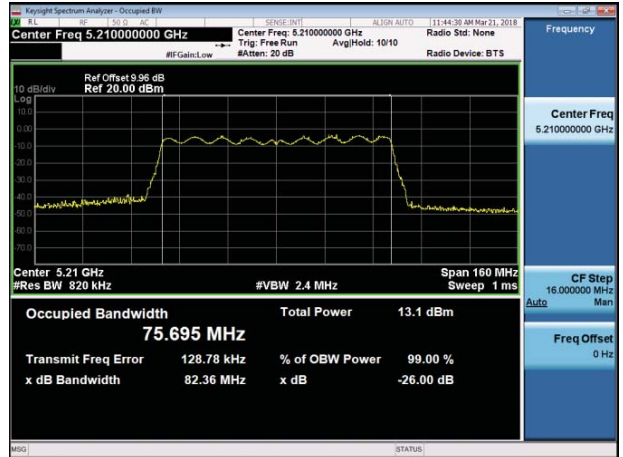 Keysight Spectrum Analyzer - Occupied BW
RL RF 50 Ω AC SENSE:INT ALIGN AUTO 11:44:30 AM Mar 21, 2018
Center Freq 5.210000000 GHz
Center Freq: 5.210000000 GHz Radio Std: None
Trig: Free Run Avg|Hold: 10/10
#IFGain:Low #Atten: 20 dB Radio Device: BTS
Ref Offset 9.96 dB
10 dB/div Ref 20.00 dBm
Log
10.0
0.00
-10.0
-20.0
-30.0
-40.0
-50.0
-60.0
-70.0
Center 5.21 GHz Span 160 MHz
#Res BW 820 kHz #VBW 2.4 MHz Sweep 1 ms
Occupied Bandwidth Total Power 13.1 dBm
75.695 MHz
Transmit Freq Error 128.78 kHz % of OBW Power 99.00 %
x dB Bandwidth 82.36 MHz x dB -26.00 dB
MSG STATUS
Frequency
Center Freq
5.210000000 GHz
CF Step
16.000000 MHz
Auto Man
Freq Offset
0 Hz